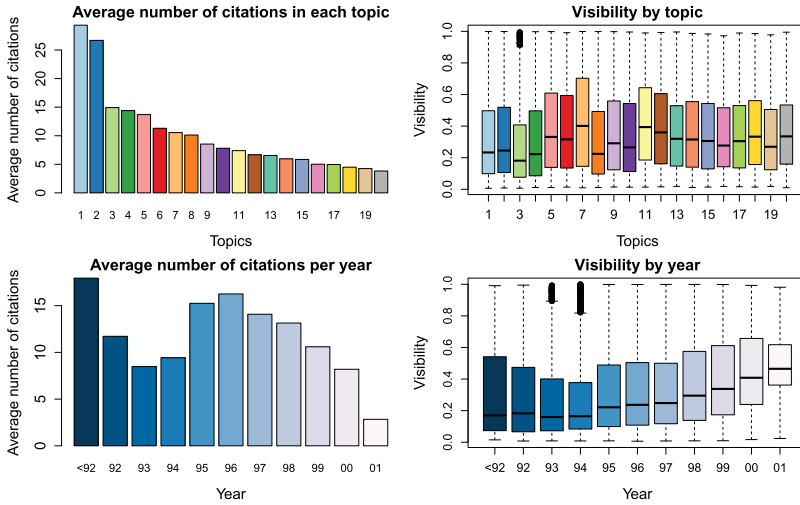 Average number of citations in each topic
Average number of citations
0 5 10 15 20 25
1 2 3 4 5 6 7 8 9 11 13 15 17 19
Topics
Visibility by topic
Visibility
0.0 0.2 0.4 0.6 0.8 1.0
1 3 5 7 9 11 13 15 17 19
Topics
Average number of citations per year
Average number of citations
0 5 10 15
<92 92 93 94 95 96 97 98 99 00 01
Year
Visibility by year
Visibility
0.0 0.2 0.4 0.6 0.8 1.0
<92 92 93 94 95 96 97 98 99 00 01
Year